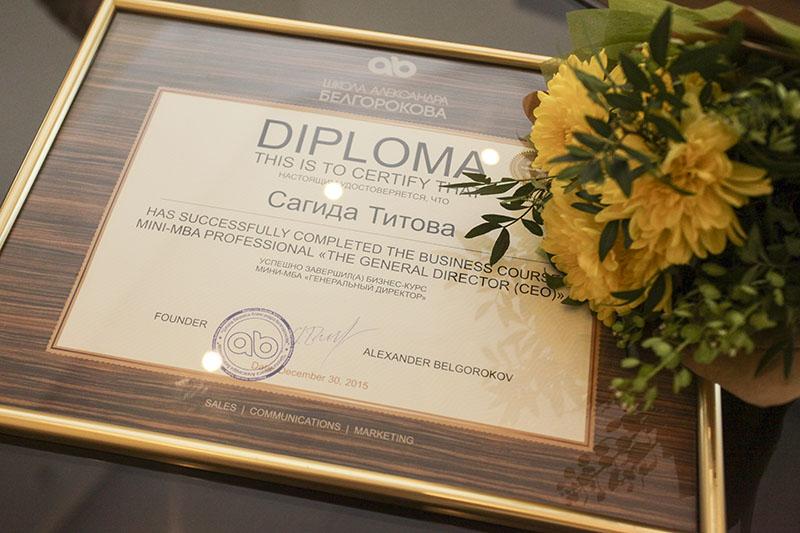 ab
ШКОЛА АЛЕКСАНДРА
БЕЛГОРОКОВА
DIPLOMA
THIS IS TO CERTIFY THAT
НАСТОЯЩИМ УДОСТОВЕРЯЕТСЯ, ЧТО
Сагида Титова
HAS SUCCESSFULLY COMPLETED THE BUSINESS COURSE
MINI-MBA PROFESSIONAL «THE GENERAL DIRECTOR (CEO)»
УСПЕШНО ЗАВЕРШИЛ(А) БИЗНЕС-КУРС
МИНИ-МБА «ГЕНЕРАЛЬНЫЙ ДИРЕКТОР»
FOUNDER
ab
ALEXANDER BELGOROKOV
December 30, 2015
SALES | COMMUNICATIONS | MARKETING